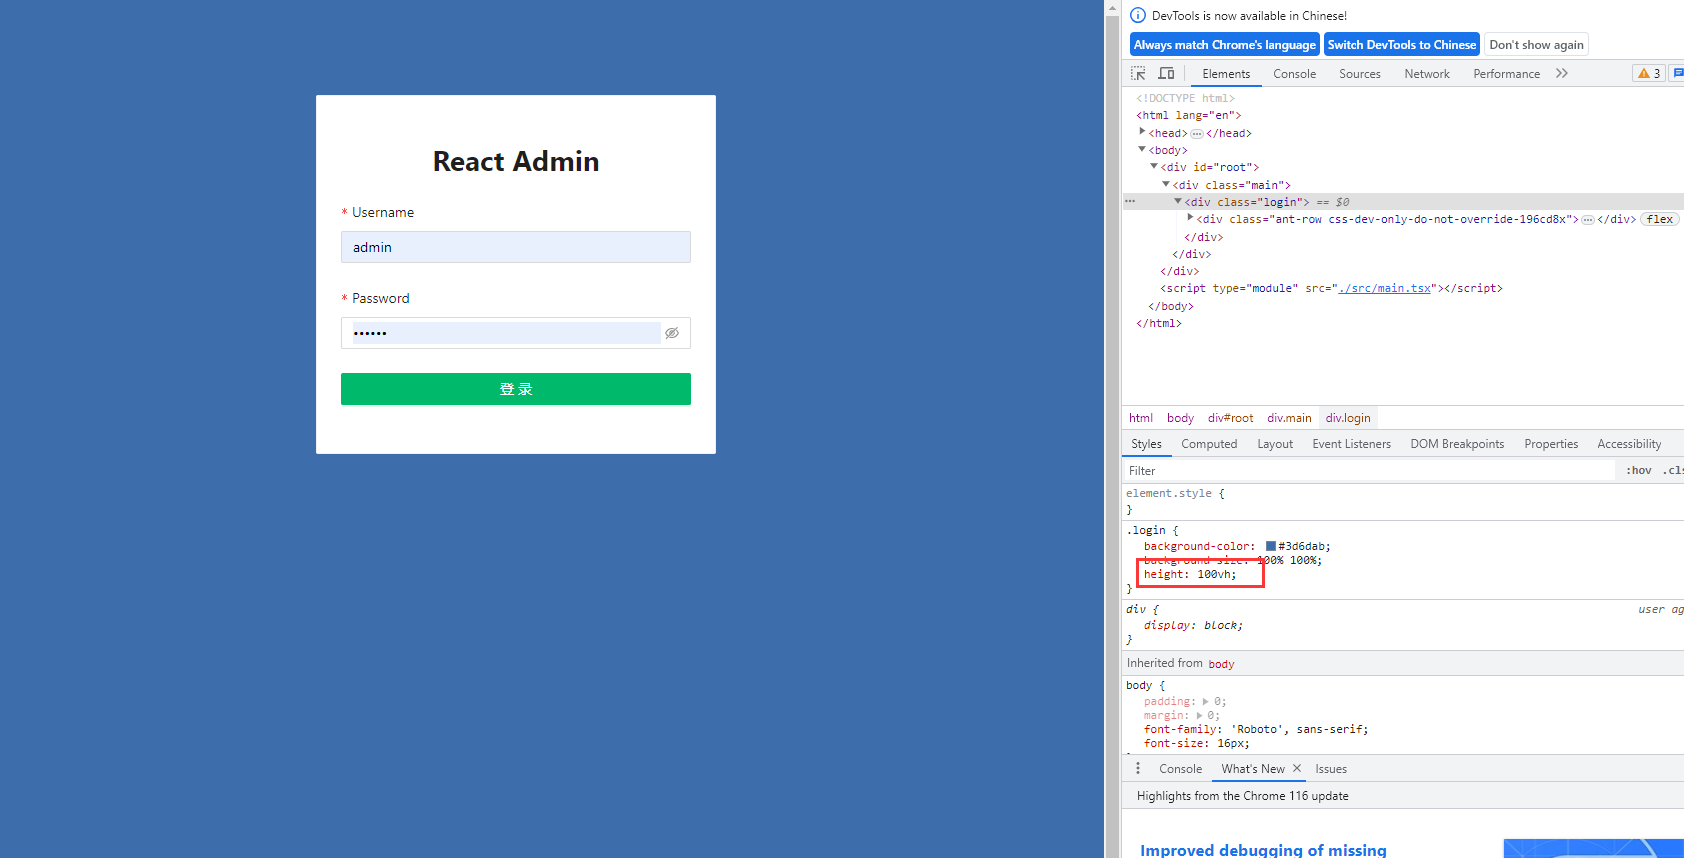 React Admin
* Username
admin
* Password
••••••
登 录
DevTools is now available in Chinese!
Always match Chrome's language
Switch DevTools to Chinese
Don't show again
Elements
Console
Sources
Network
Performance
3
<!DOCTYPE html>
<html lang="en">
<head> ··· </head>
<body>
<div id="root">
<div class="main">
<div class="login"> == $0
<div class="ant-row css-dev-only-do-not-override-196cd8x"> ··· </div> flex
</div>
</div>
</div>
<script type="module" src="./src/main.tsx"></script>
</body>
</html>
html body div#root div.main div.login
Styles Computed Layout Event Listeners DOM Breakpoints Properties Accessibility
Filter
:hov .cls
element.style {
}
.login {
background-color: #3d6dab;
background-size: 100% 100%;
height: 100vh;
}
div {
user ag
display: block;
}
Inherited from body
body {
padding: 0;
margin: 0;
font-family: 'Roboto', sans-serif;
font-size: 16px;
Console What's New Issues
Highlights from the Chrome 116 update
Improved debugging of missing